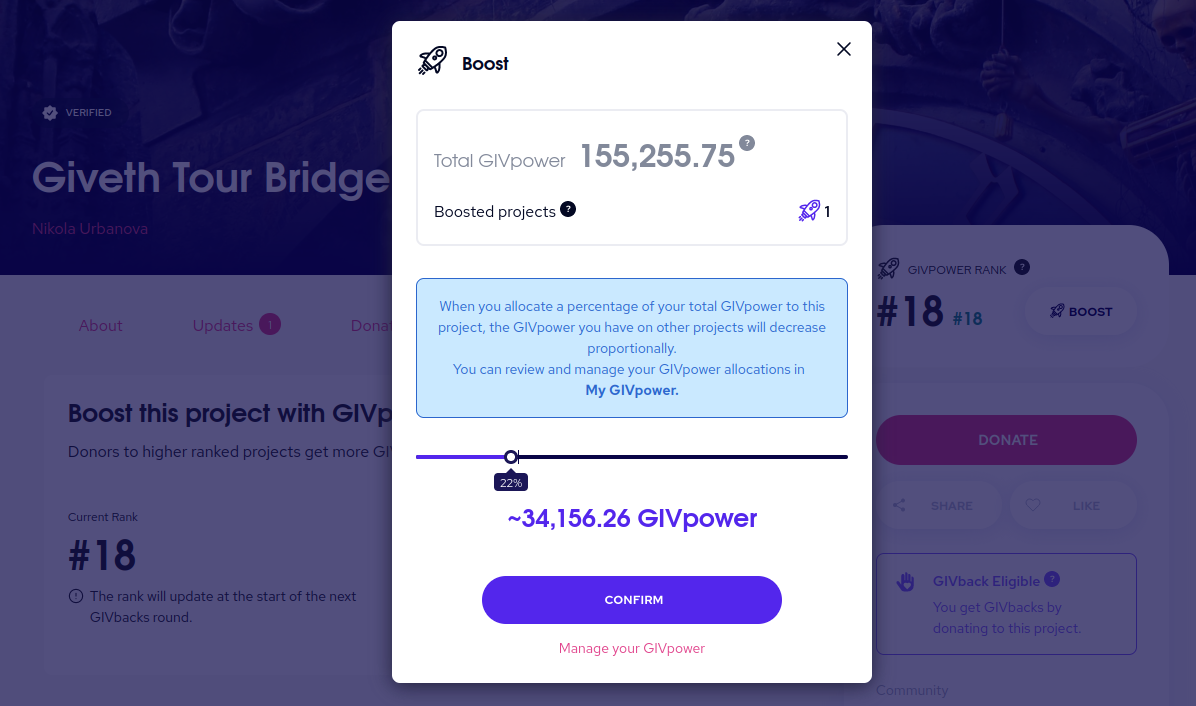 Boost
VERIFIED
Giveth Tour Bridge
Nikola Urbanova
Total GIVpower 155,255.75 ?
Boosted projects ? 1
When you allocate a percentage of your total GIVpower to this
project, the GIVpower you have on other projects will decrease
proportionally.
You can review and manage your GIVpower allocations in
My GIVpower.
22%
~34,156.26 GIVpower
CONFIRM
Manage your GIVpower
About
Updates 1
Boost this project with GIVp
Donors to higher ranked projects get more
Current Rank
#18
The rank will update at the start of the next
GIVbacks round.
GIVPOWER RANK ?
#18 #18
BOOST
DONATE
SHARE
LIKE
GIVback Eligible ?
You get GIVbacks by
donating to this project.
Community